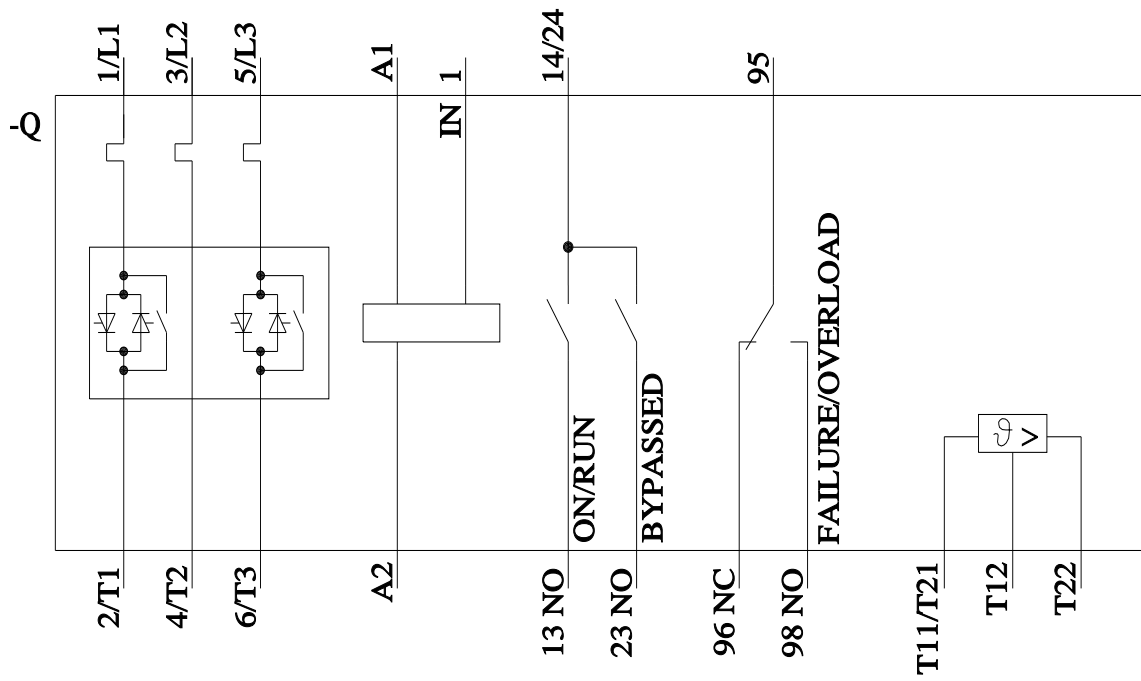 1/L1
3/L2
5/L3
A1
1
14/24
95
-Q
IN
ON/RUN
BYPASSED
FAILURE/OVERLOAD
ϑ >
2/T1
4/T2
6/T3
A2
13 NO
23 NO
96 NC
98 NO
T11/T21
T12
T22